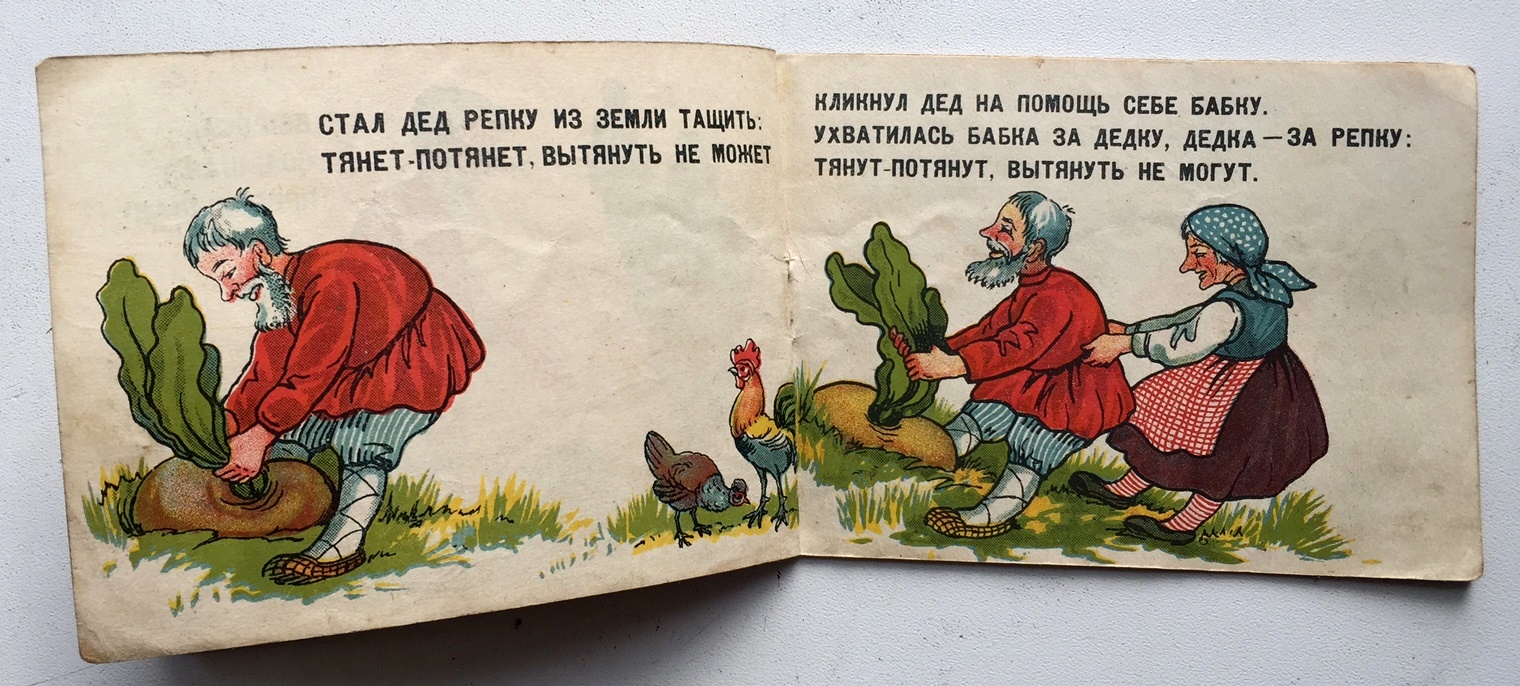 СТАЛ ДЕД РЕПКУ ИЗ ЗЕМЛИ ТАЩИТЬ:
ТЯНЕТ-ПОТЯНЕТ, ВЫТЯНУТЬ НЕ МОЖЕТ
КЛИКНУЛ ДЕД НА ПОМОЩЬ СЕБЕ БАБКУ.
УХВАТИЛАСЬ БАБКА ЗА ДЕДКУ, ДЕДКА—ЗА РЕПКУ:
ТЯНУТ-ПОТЯНУТ, ВЫТЯНУТЬ НЕ МОГУТ.